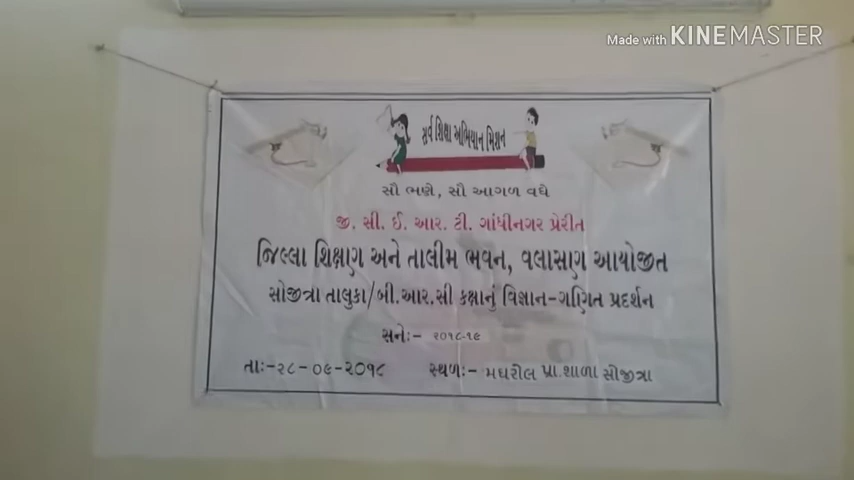 Made with KINEMASTER
સર્વ શિક્ષા અભિયાન મિશન
સૌ ભણે, સૌ આગળ વધે
જી. સી. ઈ. આર. ટી. ગાંધીનગર પ્રેરીત
જિલ્લા શિક્ષણ અને તાલીમ ભવન, વલાસણ આયોજીત
સોજીત્રા તાલુકા/બી.આર.સી કક્ષાનું વિજ્ઞાન-ગણિત પ્રદર્શન
સને:- ૨૦૧૮-૧૯
તા:-૨૮-૦૯-૨૦૧૮ સ્થળ:- મઘરોલ પ્રા.શાળા સોજીત્રા